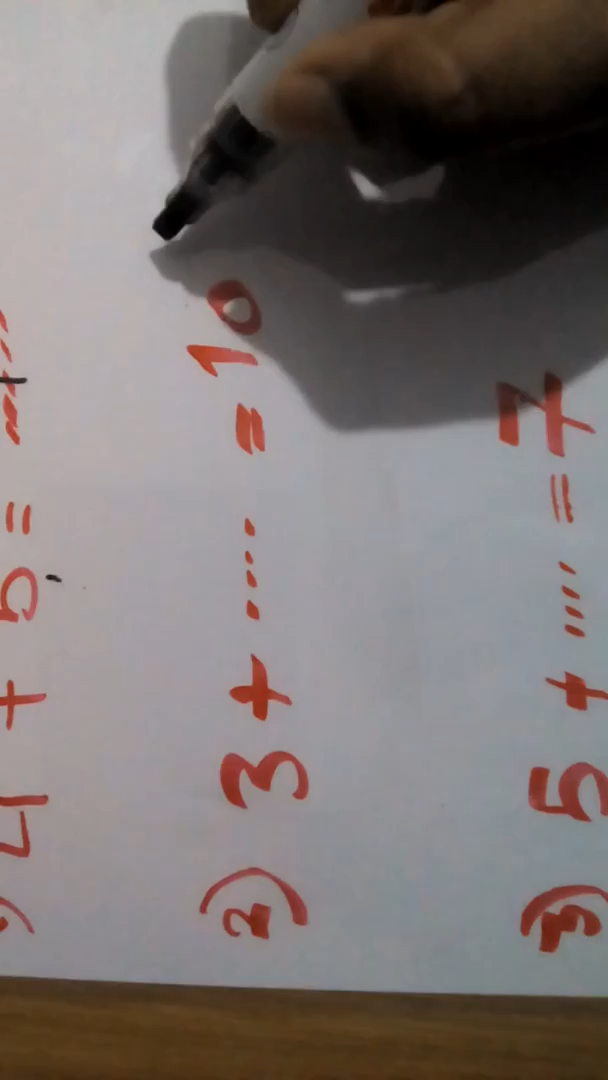 4 + 5 = ....
2) 3 + .... = 10
3) 5 + .... = 7